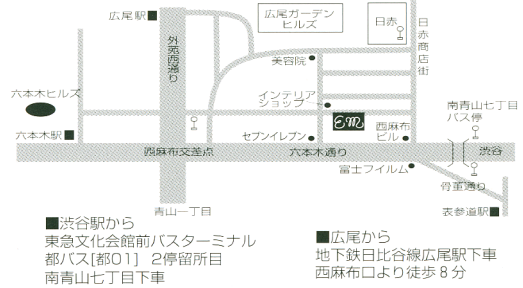 広尾駅
広尾ガーデン
ヒルズ
日赤
日赤商店街
外苑西通り
美容院
六本木ヒルズ
インテリア
ショップ
EM
南青山七丁目
バス停
六本木駅
セブンイレブン
西麻布
ビル
西麻布交差点
六本木通り
渋谷
富士フイルム
骨董通り
青山一丁目
表参道駅
■渋谷駅から
東急文化会館前バスターミナル
都バス[都01] 2停留所目
南青山七丁目下車
■広尾から
地下鉄日比谷線広尾駅下車
西麻布口より徒歩8分